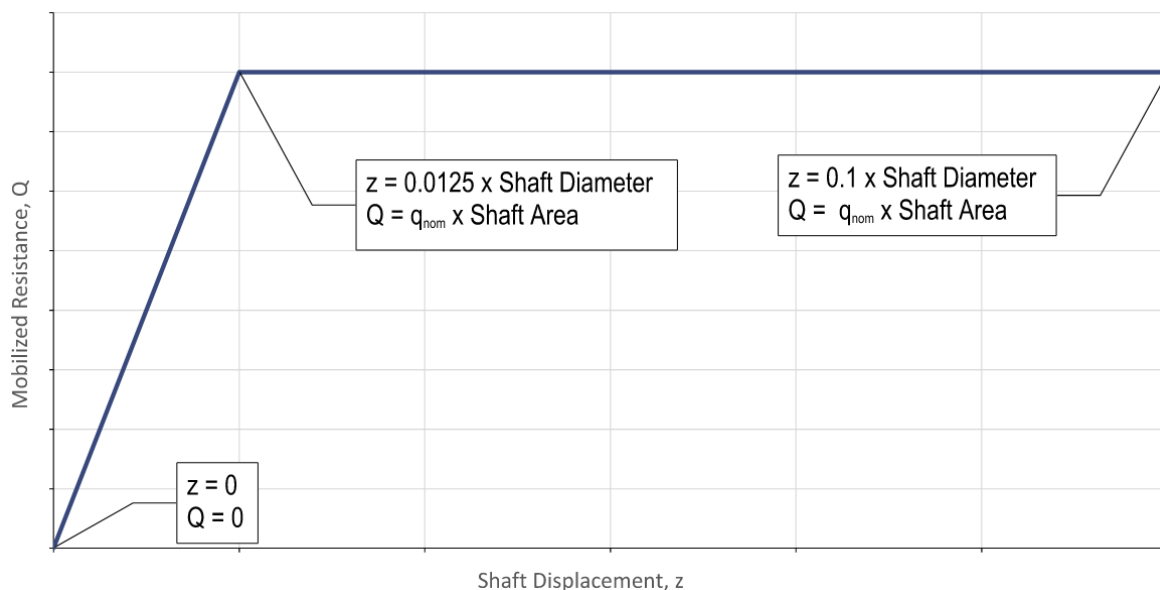 Mobilized Resistance, Q
z = 0.0125 x Shaft Diameter
Q = qnom x Shaft Area
z = 0.1 x Shaft Diameter
Q = qnom x Shaft Area
z = 0
Q = 0
Shaft Displacement, z